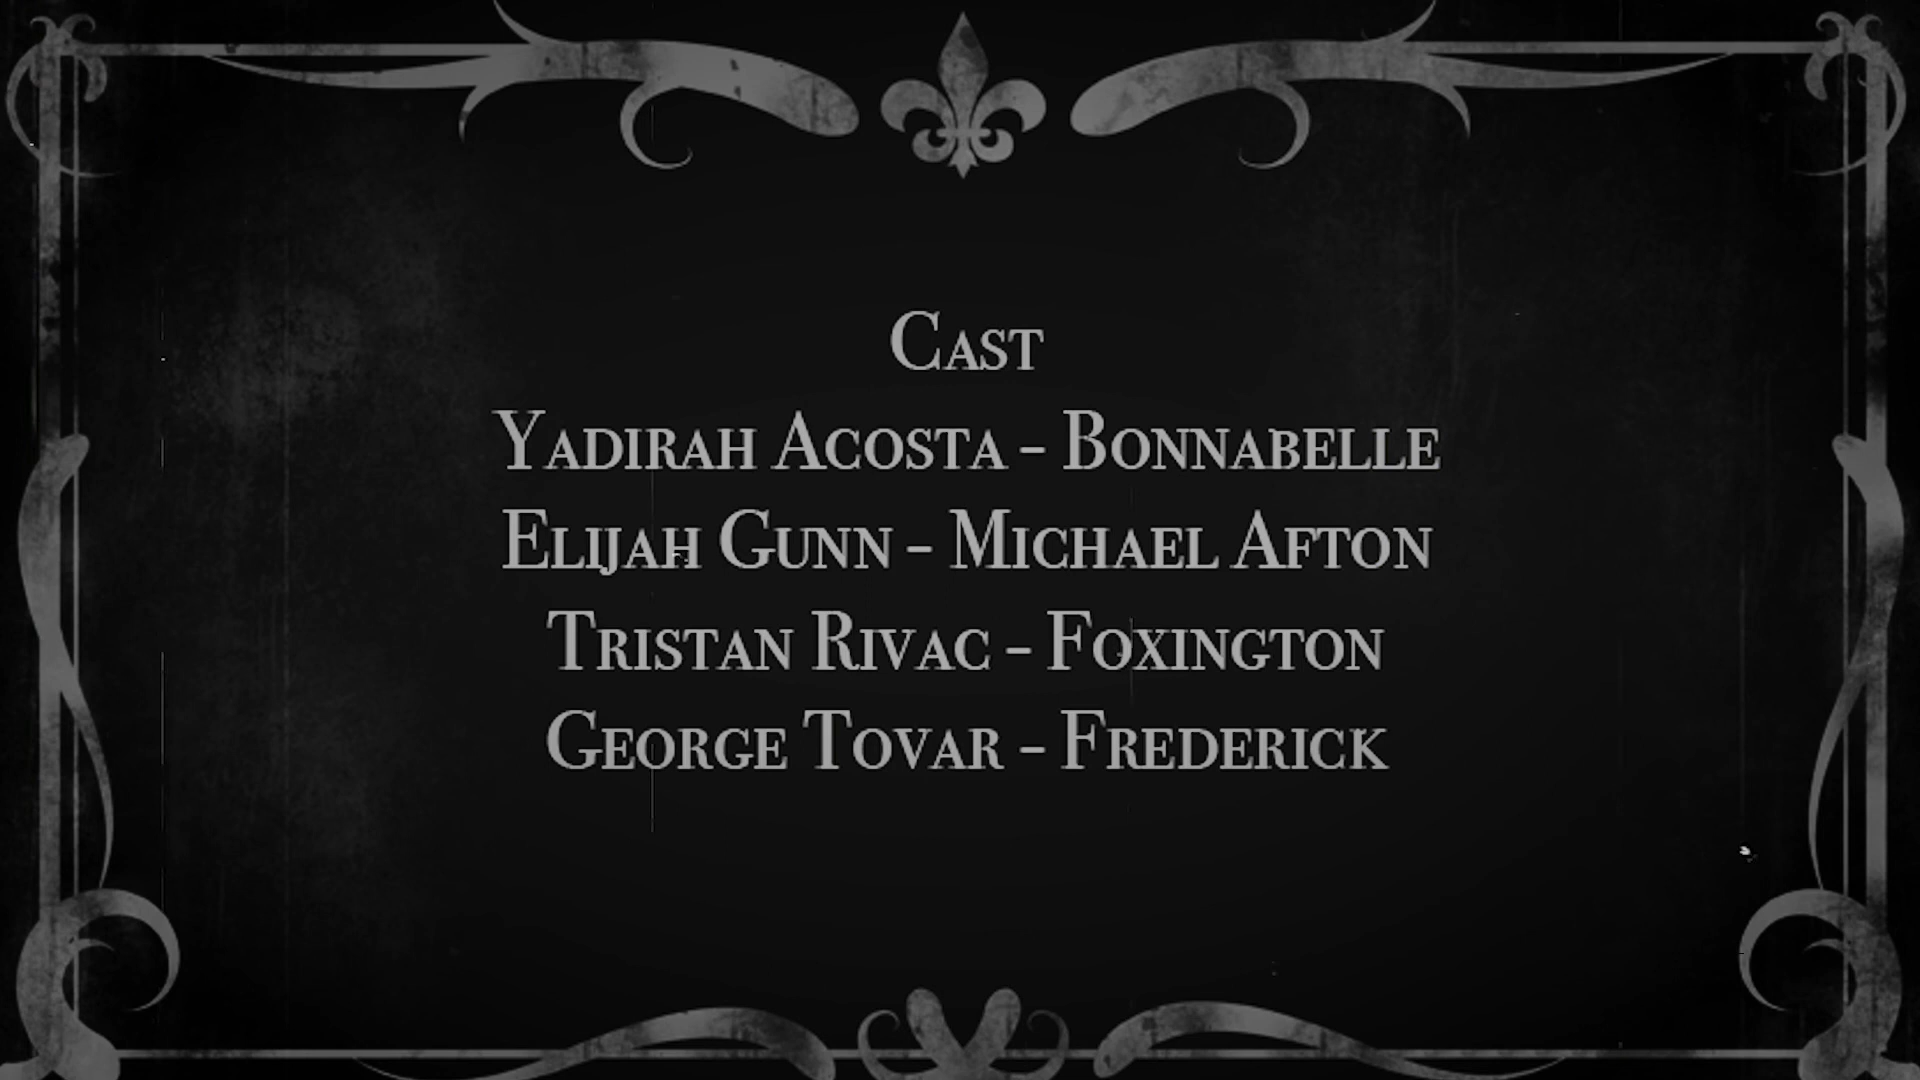 Cast
Yadirah Acosta - Bonnabelle
Elijah Gunn - Michael Afton
Tristan Rivac - Foxington
George Tovar - Frederick